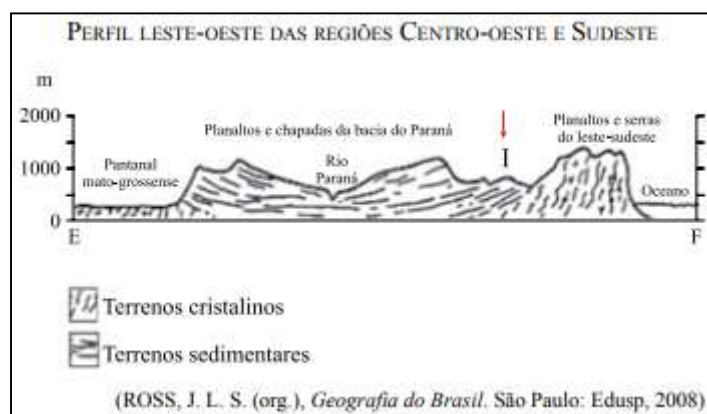 PERFIL LESTE-OESTE DAS REGIÕES CENTRO-OESTE E SUDESTE
m
2000
1000
0
Pantanal
mato-grossense
Planaltos e chapadas da bacia do Paraná
Rio
Paraná
I
Planaltos e serras
do leste-sudeste
Oceano
E
F
Terrenos cristalinos
Terrenos sedimentares
(ROSS, J. L. S. (org.), Geografia do Brasil. São Paulo: Edusp, 2008)